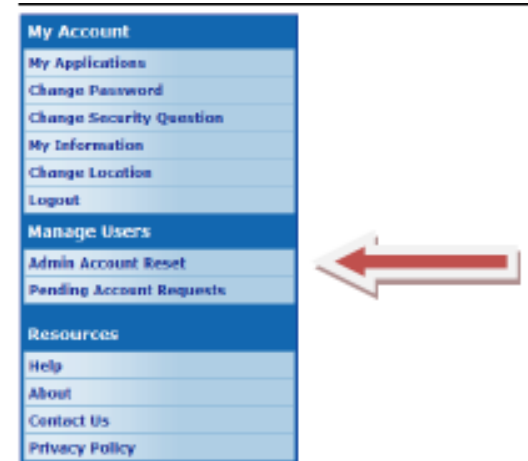 My Account
My Applications
Change Password
Change Security Question
My Information
Change Location
Logout
Manage Users
Admin Account Reset
Pending Account Requests
Resources
Help
About
Contact Us
Privacy Policy